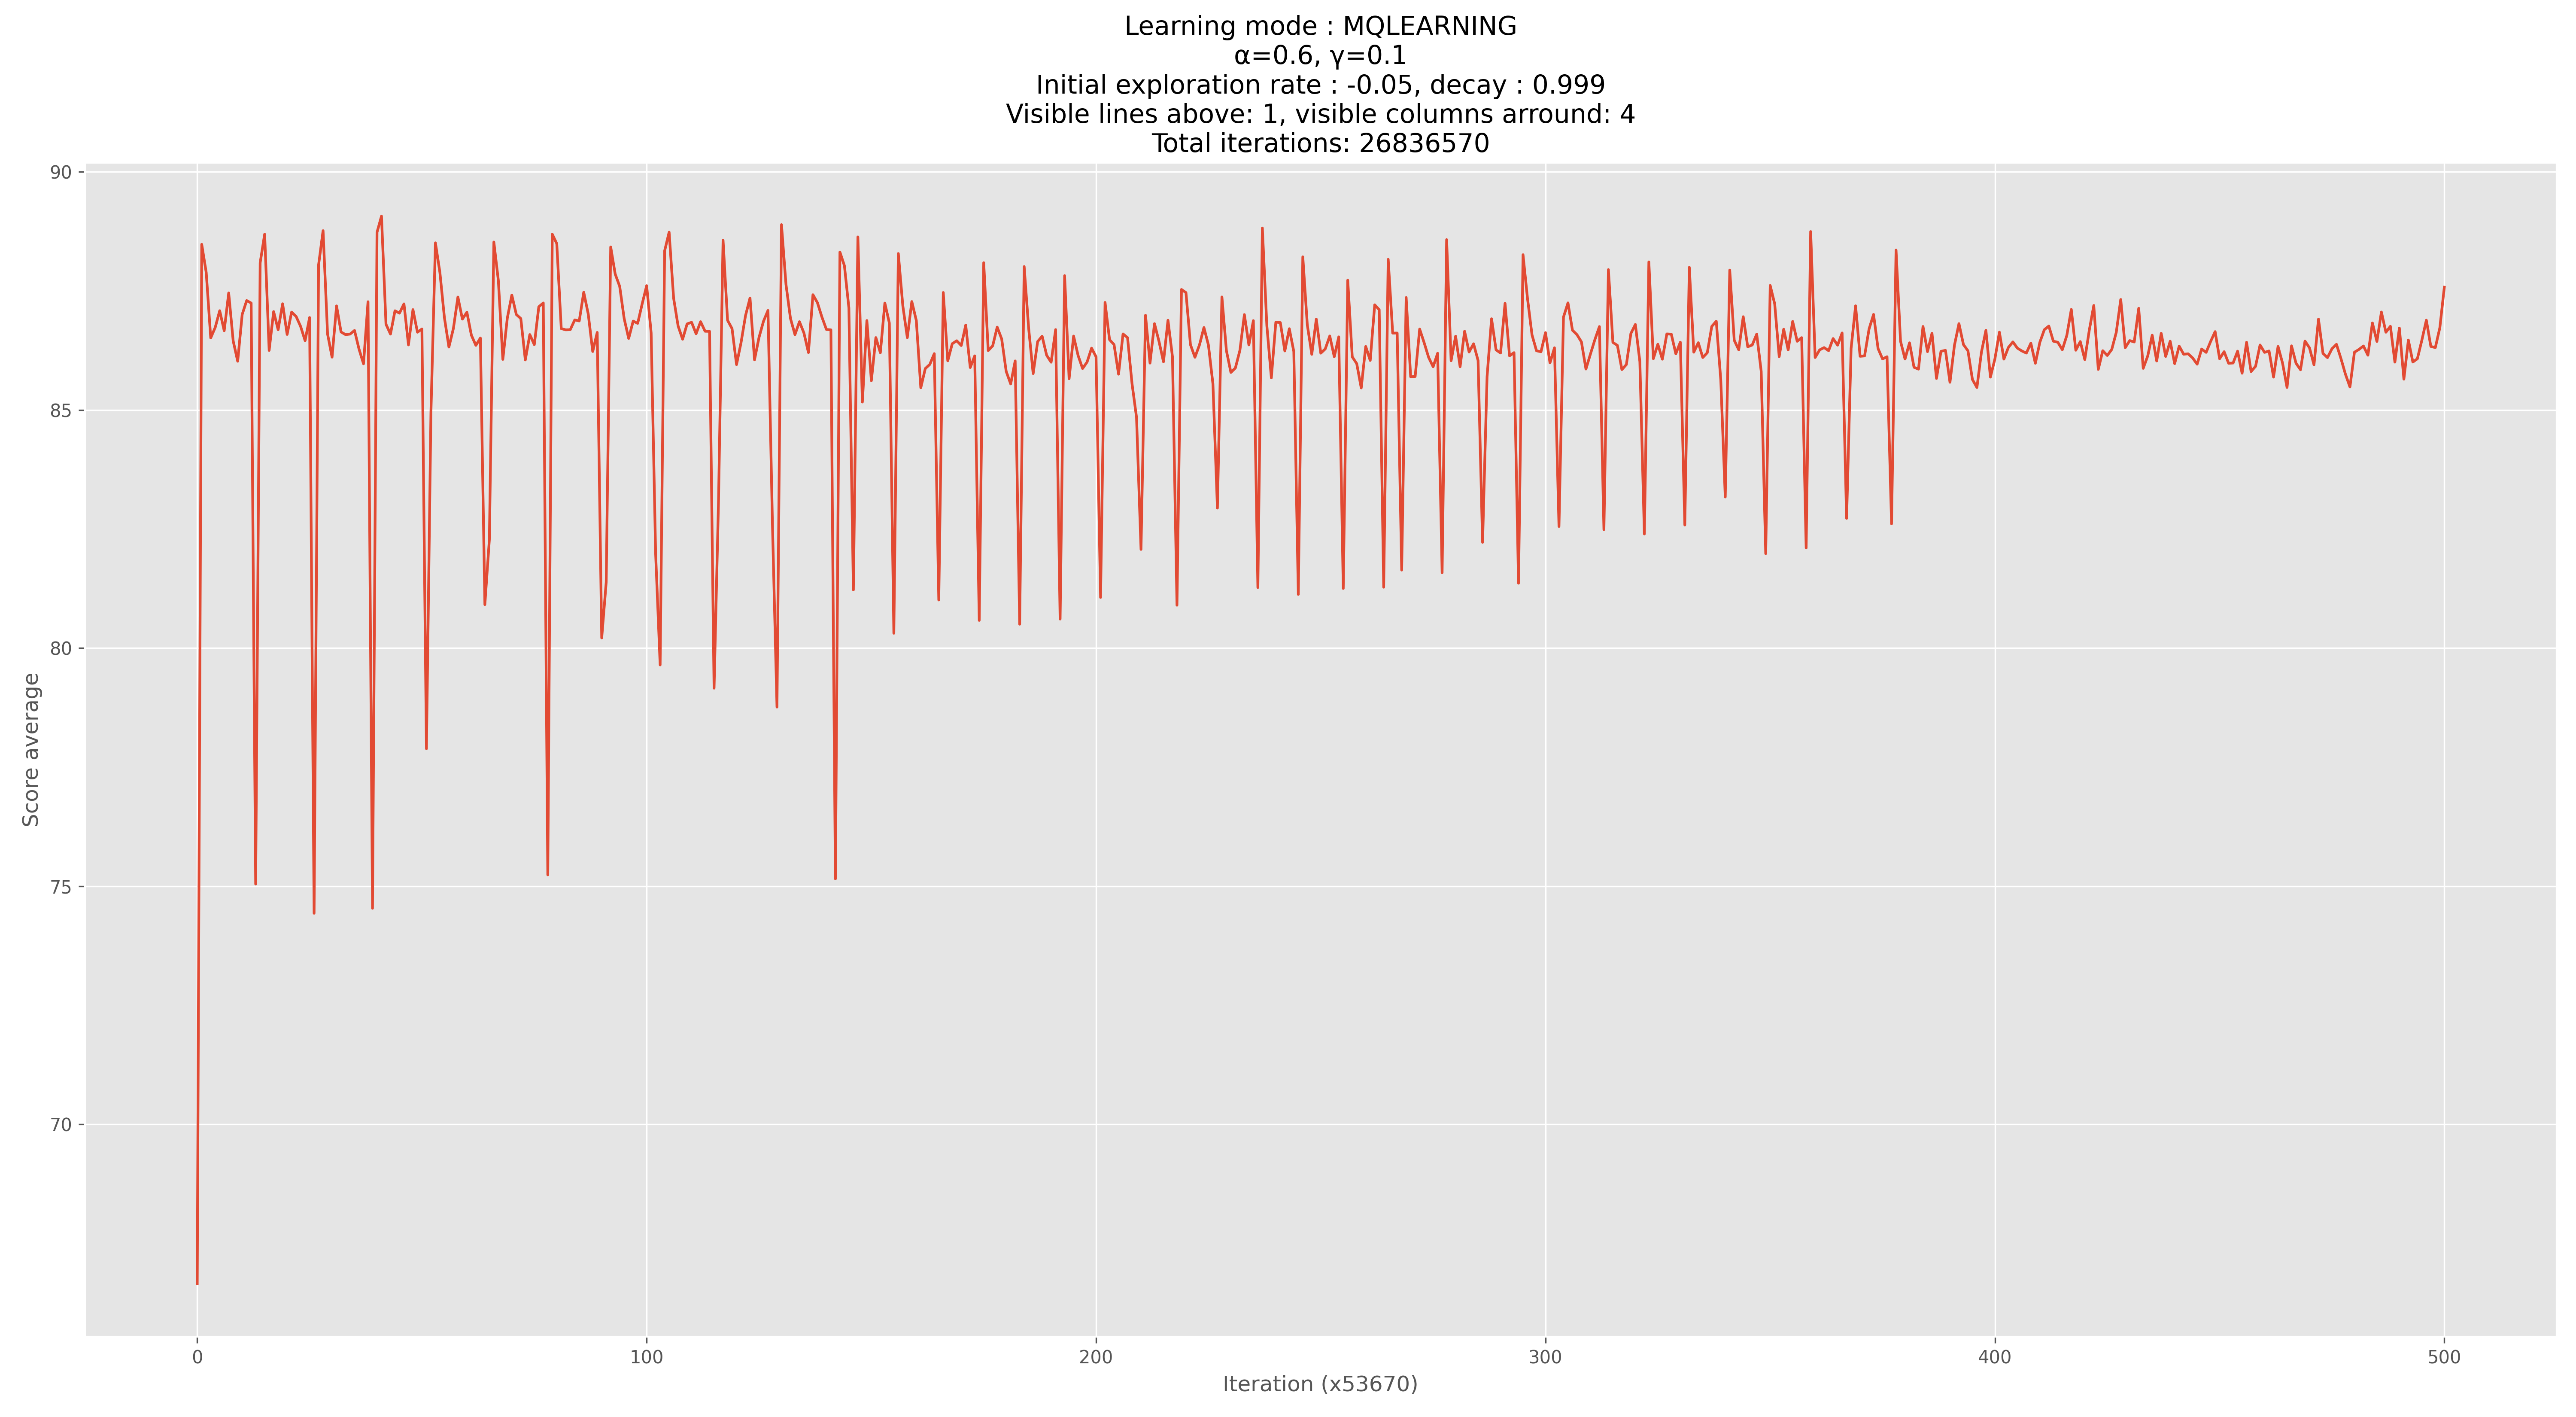 Learning mode : MQLEARNING
α=0.6, γ=0.1
Initial exploration rate : -0.05, decay : 0.999
Visible lines above: 1, visible columns arround: 4
Total iterations: 26836570
90
85
80
75
70
Score average
0 100 200 300 400 500
Iteration (x53670)